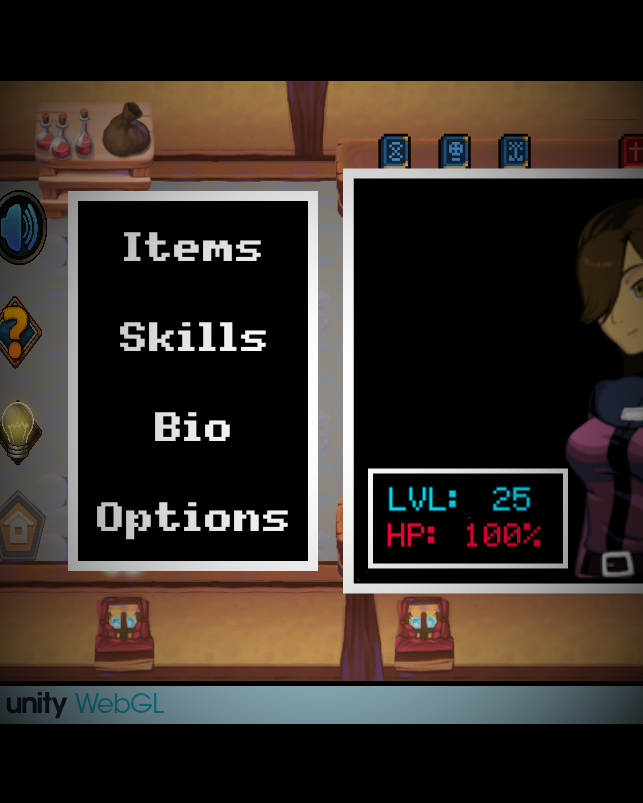 Items
Skills
Bio
Options
LVL: 25
HP: 100%
unity WebGL